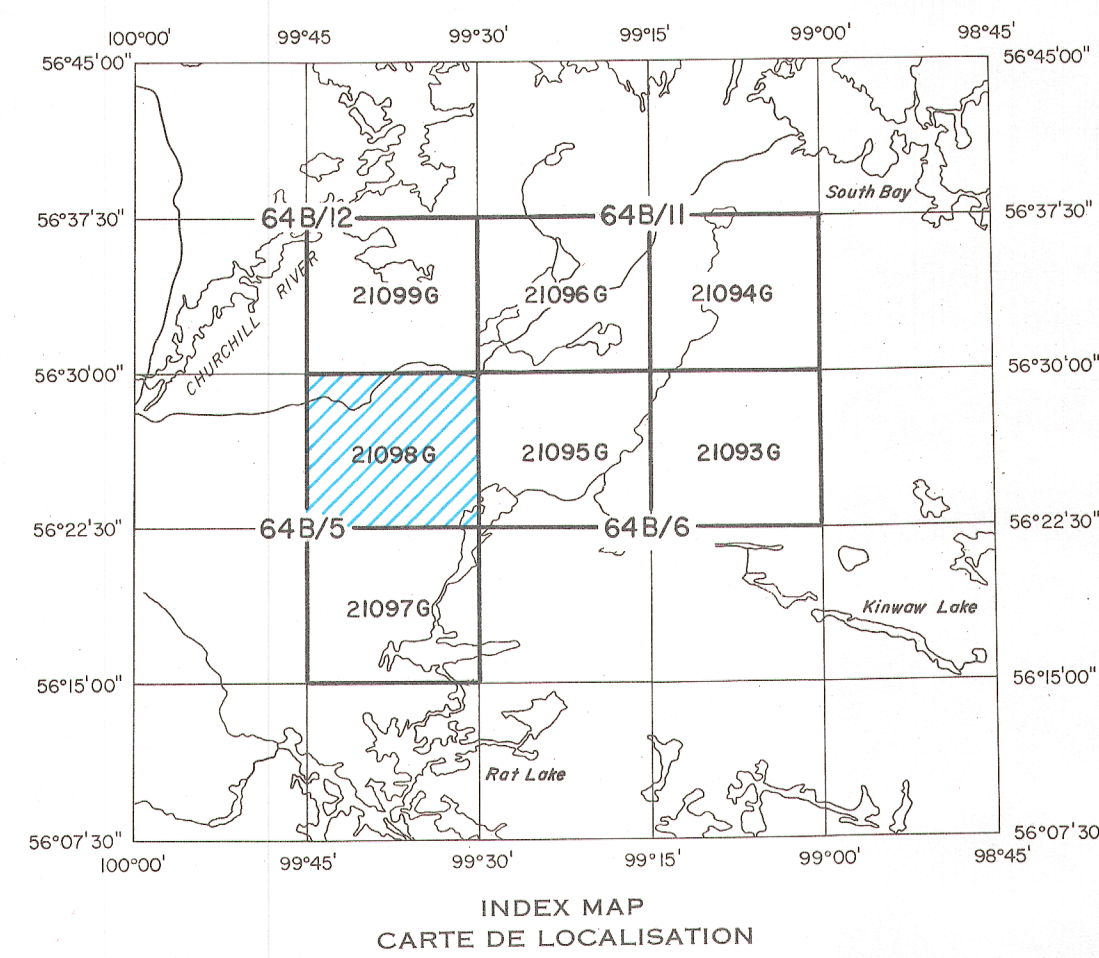 100°00' 99°45 99°30' 99°15' 99°00' 98°45'
56°45'00" 56°45'00"
South Bay
56°37'30" 64B/12 64B/11 56°37'30"
CHURCHILL RIVER
21099G 21096G 21094G
56°30'00" 56°30'00"
21098G 21095G 21093G
56°22'30" 64B/5 64B/6 56°22'30"
21097G Kinwaw Lake
56°15'00" 56°15'00"
Rat Lake
56°07'30" 56°07'30
100°00' 99°45' 99°30' 99°15' 99°00' 98°45'
INDEX MAP
CARTE DE LOCALISATION